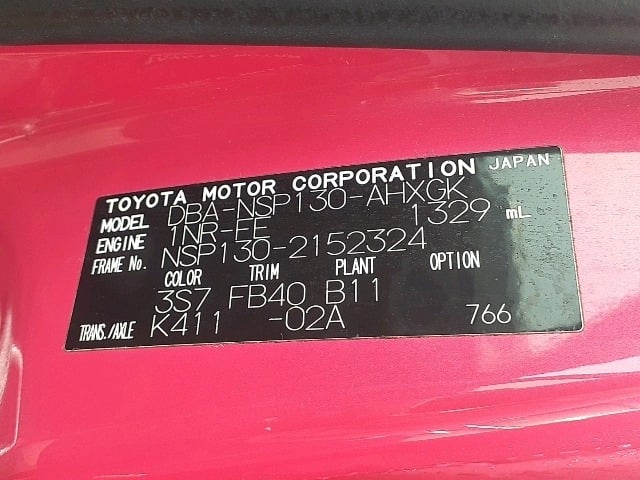 TOYOTA MOTOR CORPORATION JAPAN
MODEL DBA-NSP130-AHXGK
ENGINE 1NR-FE 1329 mL
FRAME No. NSP130-2152324
COLOR TRIM PLANT OPTION
3S7 FB40 B11
TRANS./AXLE K411 -02A 766